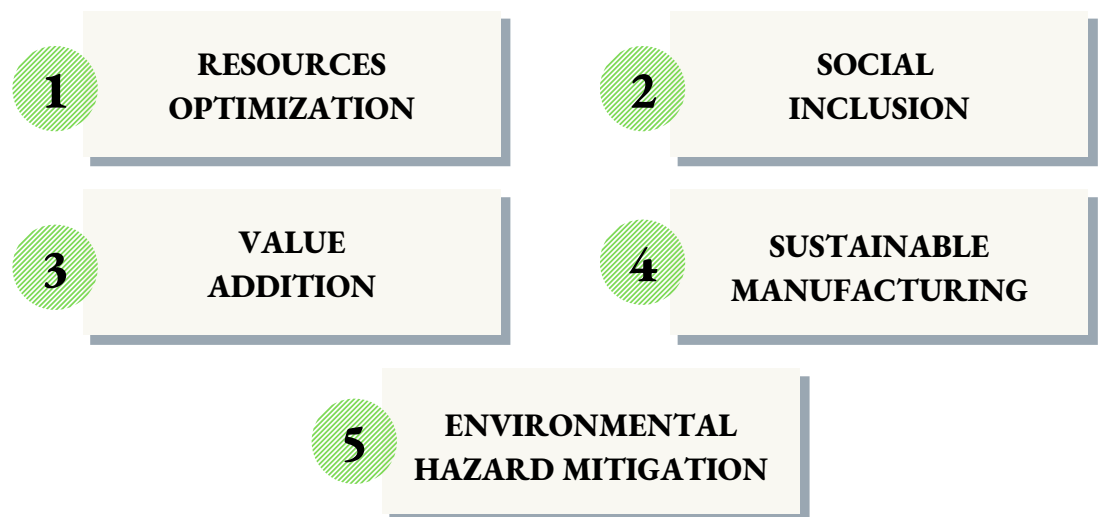 1
RESOURCES
OPTIMIZATION
2
SOCIAL
INCLUSION
3
VALUE
ADDITION
4
SUSTAINABLE
MANUFACTURING
5
ENVIRONMENTAL
HAZARD MITIGATION